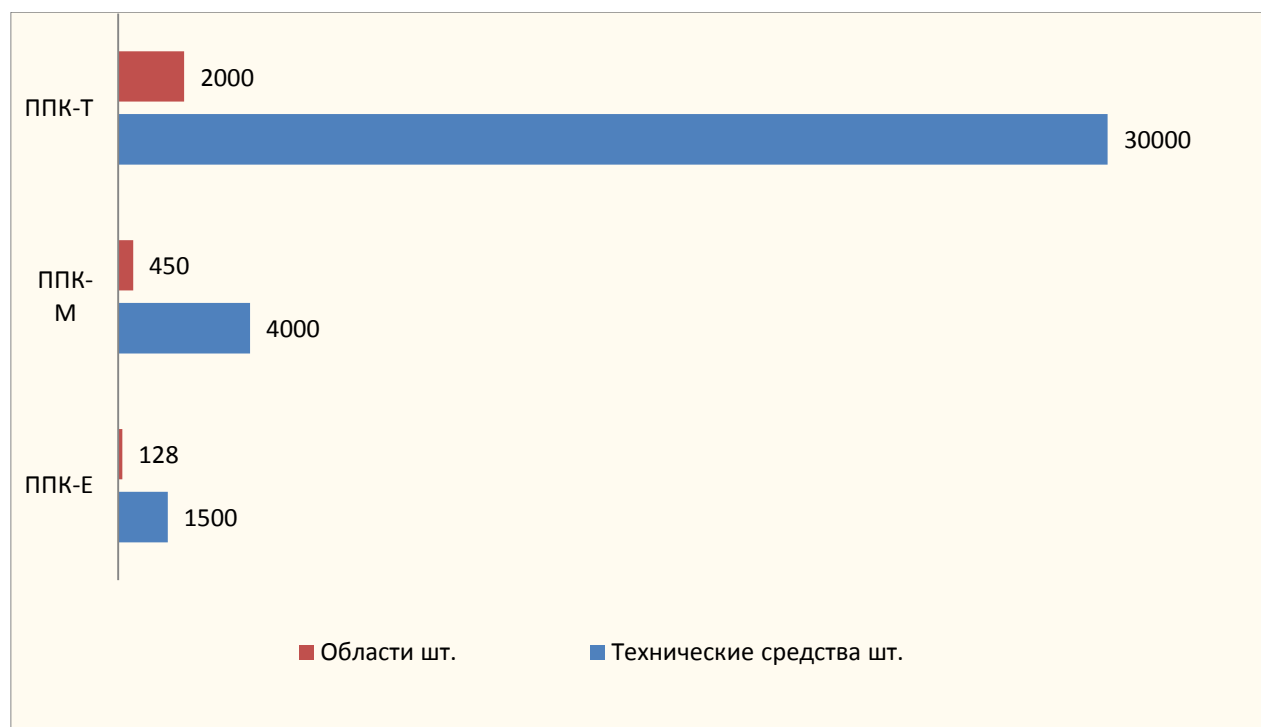 2000
ППК-Т
30000
450
ППК-
М
4000
128
ППК-Е
1500
Области шт.
Технические средства шт.